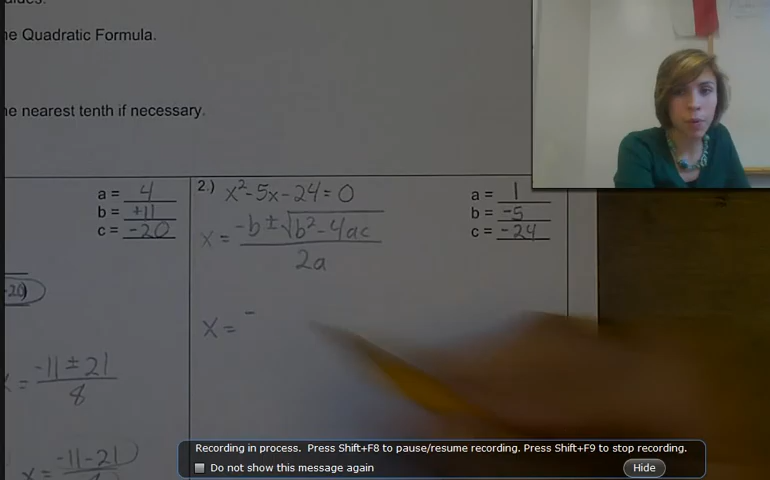 he Quadratic Formula.
he nearest tenth if necessary.
a = 4
b = +11
c = -20
-20)
x = -11 ± 21 / 8
x = -11-21
2.) x²-5x-24=0
a = 1
b = -5
c = -24
x = -b ± √b²-4ac / 2a
x = -
Recording in process. Press Shift+F8 to pause/resume recording. Press Shift+F9 to stop recording.
Do not show this message again
Hide